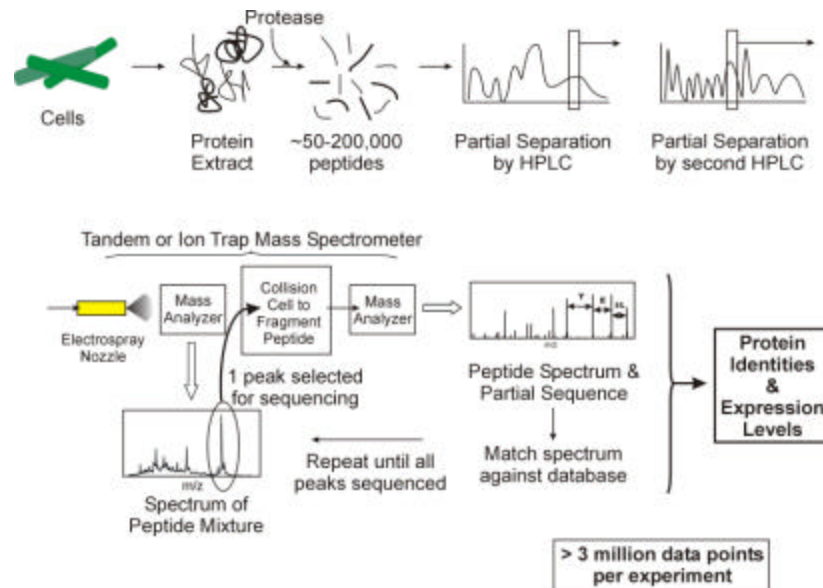 Protease
Cells
Protein
Extract
~50-200,000
peptides
Partial Separation
by HPLC
Partial Separation
by second HPLC
Tandem or Ion Trap Mass Spectrometer
Electrospray
Nozzle
Mass
Analyzer
Collision
Cell to
Fragment
Peptide
Mass
Analyzer
Y
E
m/z
1 peak selected
for sequencing
Peptide Spectrum &
Partial Sequence
Protein
Identities
&
Expression
Levels
m/z
Spectrum of
Peptide Mixture
Repeat until all
peaks sequenced
Match spectrum
against database
> 3 million data points
per experiment